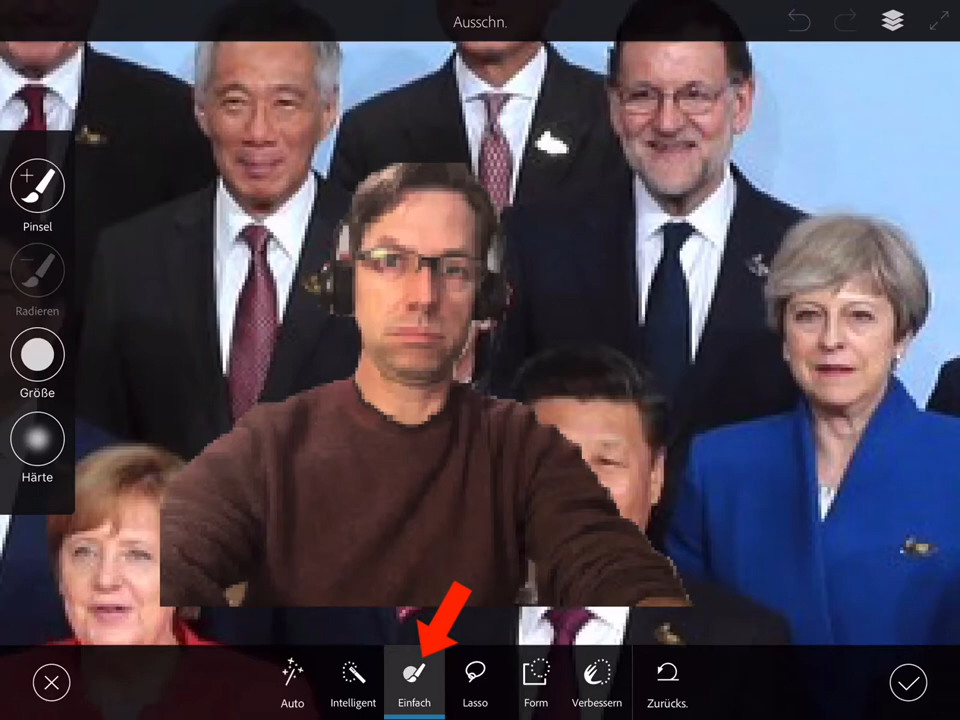 Ausschn.
Pinsel
Radieren
Größe
Härte
Auto
Intelligent
Einfach
Lasso
Form
Verbessern
Zurücks.